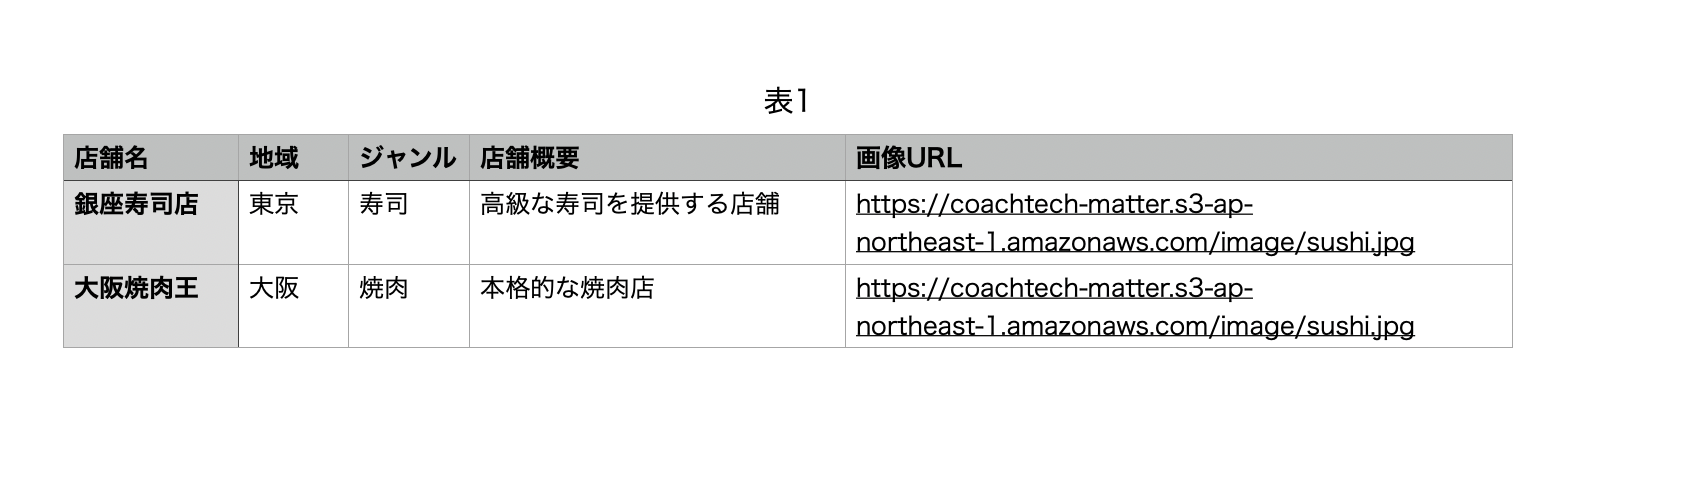 表1
店舗名 地域 ジャンル 店舗概要 画像URL
銀座寿司店 東京 寿司 高級な寿司を提供する店舗 https://coachtech-matter.s3-ap-
northeast-1.amazonaws.com/image/sushi.jpg
大阪焼肉王 大阪 焼肉 本格的な焼肉店 https://coachtech-matter.s3-ap-
northeast-1.amazonaws.com/image/sushi.jpg